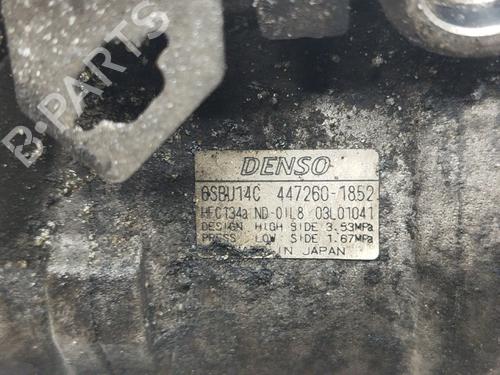 B-PARTS
DENSO
6SBU14C 447260-1852
HFC134a ND-OIL8 03L01041
DESIGN HIGH SIDE 3.53MPa
PRESS LOW SIDE 1.67MPa
IN JAPAN